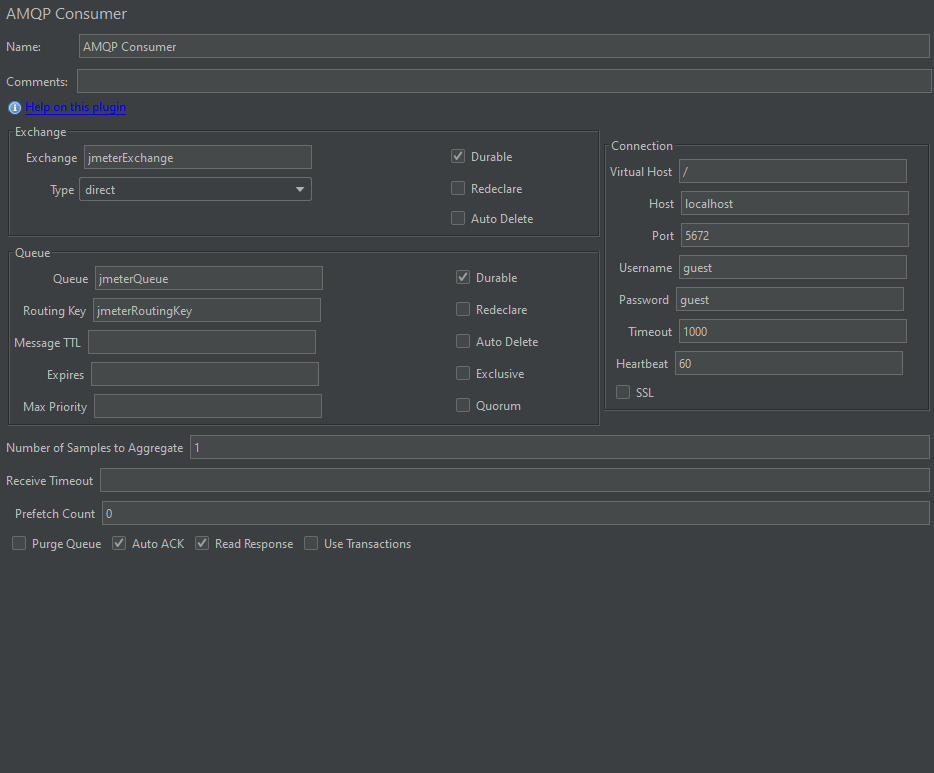 AMQP Consumer
Name: AMQP Consumer
Comments:
Help on this plugin
Exchange
Exchange jmeterExchange
Type direct
Durable
Redeclare
Auto Delete
Queue
Queue jmeterQueue
Routing Key jmeterRoutingKey
Message TTL
Expires
Max Priority
Durable
Redeclare
Auto Delete
Exclusive
Quorum
Connection
Virtual Host /
Host localhost
Port 5672
Username guest
Password guest
Timeout 1000
Heartbeat 60
SSL
Number of Samples to Aggregate 1
Receive Timeout
Prefetch Count 0
Purge Queue Auto ACK Read Response Use Transactions